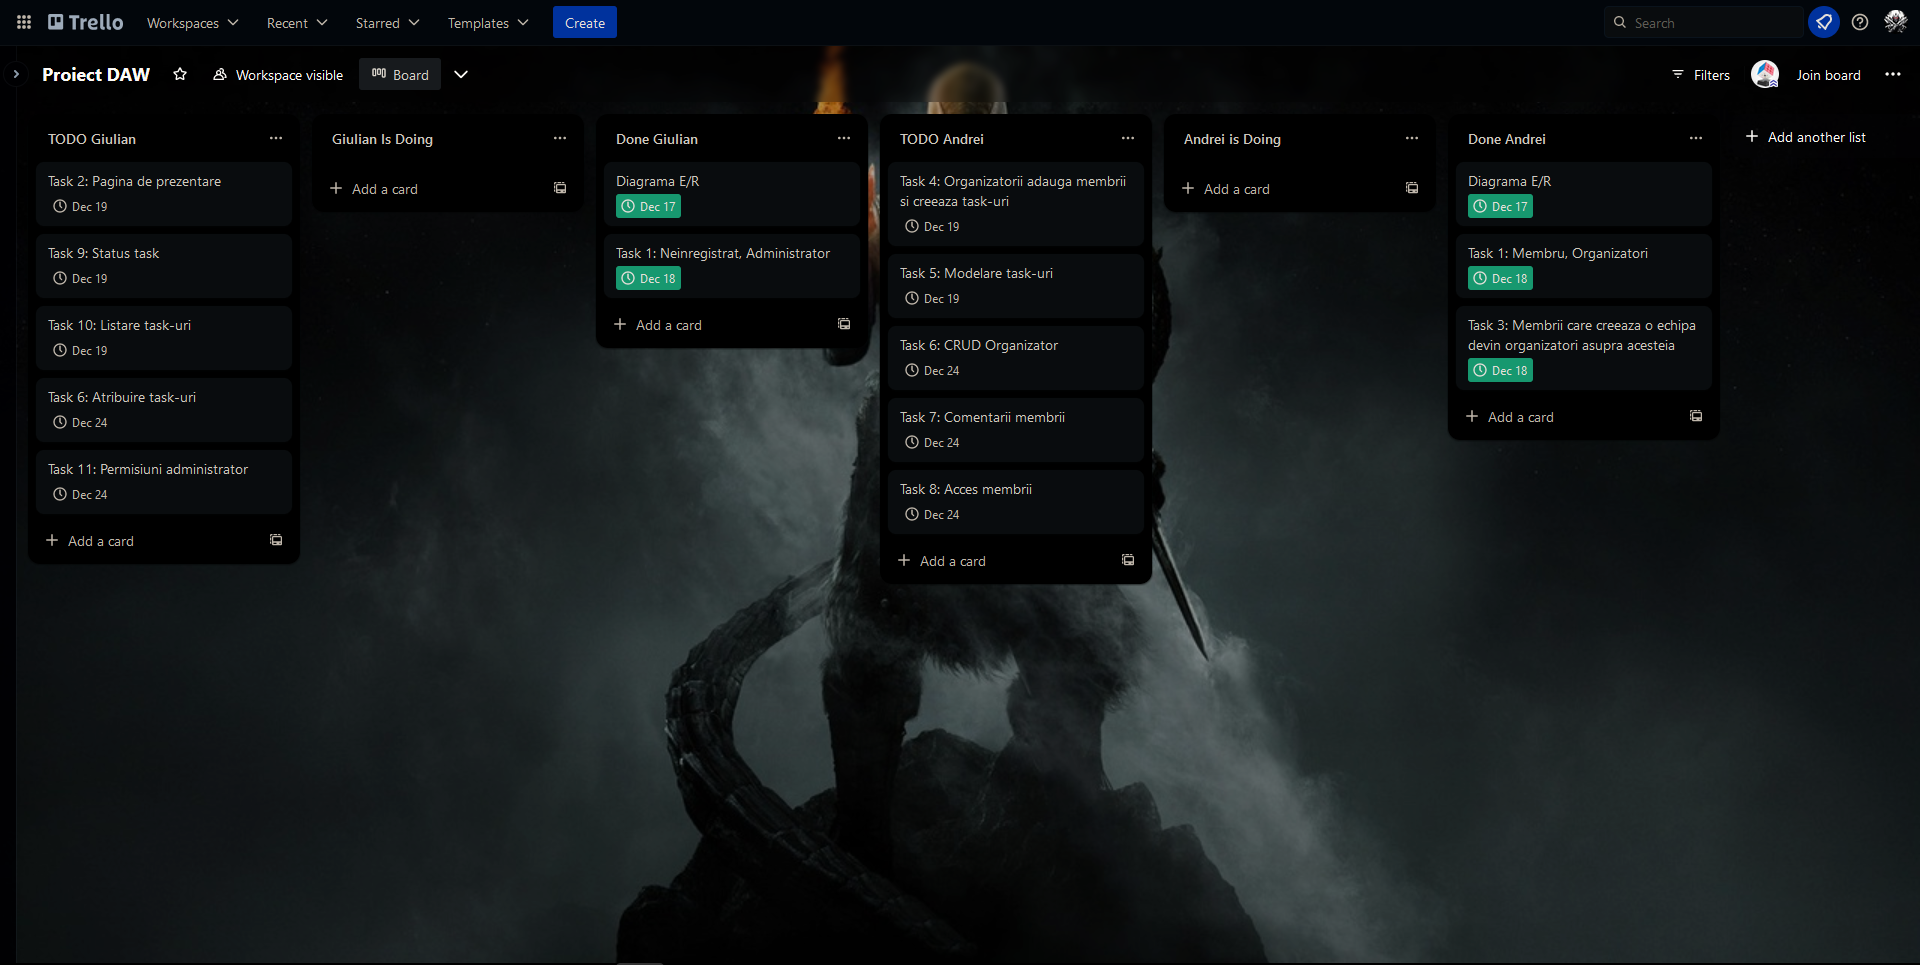 Trello
Workspaces
Recent
Starred
Templates
Create
Search
Proiect DAW
Workspace visible
Board
Filters
Join board
TODO Giulian
Task 2: Pagina de prezentare
Dec 19
Task 9: Status task
Dec 19
Task 10: Listare task-uri
Dec 19
Task 6: Atribuire task-uri
Dec 24
Task 11: Permisiuni administrator
Dec 24
Add a card
Giulian Is Doing
Add a card
Done Giulian
Diagrama E/R
Dec 17
Task 1: Neinregistrat, Administrator
Dec 18
Add a card
TODO Andrei
Task 4: Organizatorii adauga membrii
si creeaza task-uri
Dec 19
Task 5: Modelare task-uri
Dec 19
Task 6: CRUD Organizator
Dec 24
Task 7: Comentarii membrii
Dec 24
Task 8: Acces membrii
Dec 24
Add a card
Andrei is Doing
Add a card
Done Andrei
Diagrama E/R
Dec 17
Task 1: Membru, Organizatori
Dec 18
Task 3: Membrii care creeaza o echipa
devin organizatori asupra acesteia
Dec 18
Add a card
Add another list